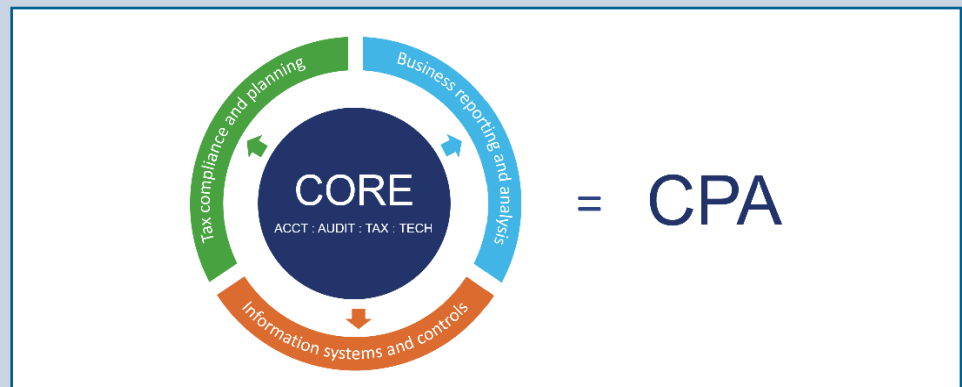 Tax compliance and planning
Business reporting and analysis
CORE
ACCT : AUDIT : TAX : TECH
Information systems and controls
= CPA